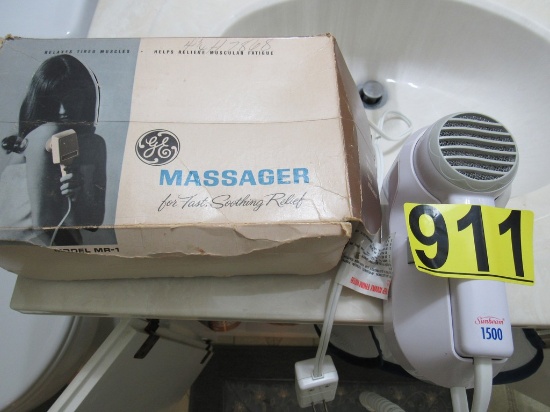 RELAXES TIRED MUSCLES
HELPS RELIEVE MUSCULAR FATIGUE
GE
MASSAGER
for Fast, Soothing Relief
MODEL MR-1
911
Sunbeam
1500